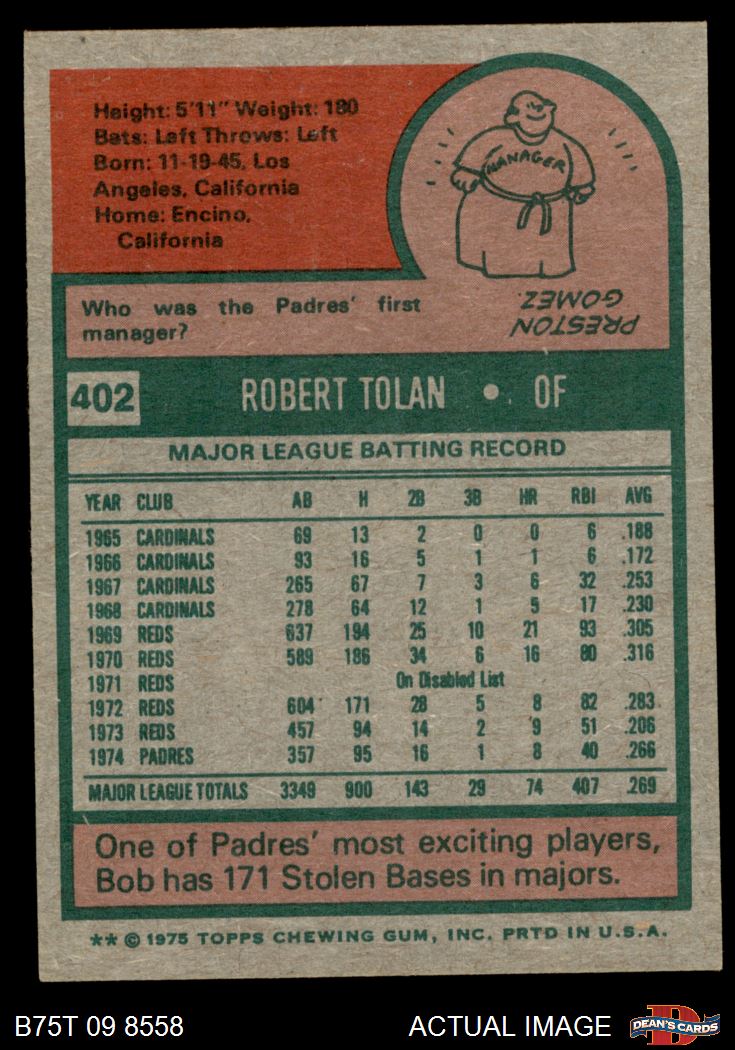 Height: 5'11" Weight: 180
Bats: Left Throws: Left
Born: 11-19-45, Los
Angeles, California
Home: Encino,
California
MANAGER
Who was the Padres' first
manager?
PRESTON
GOMEZ.
402 ROBERT TOLAN • OF
MAJOR LEAGUE BATTING RECORD
YEAR CLUB AB H 2B 3B HR RBI AVG
1965 CARDINALS 69 13 2 0 0 6 .188
1966 CARDINALS 93 16 5 1 1 6 .172
1967 CARDINALS 265 67 7 3 6 32 .253
1968 CARDINALS 278 64 12 1 5 17 .230
1969 REDS 637 194 25 10 21 93 .305
1970 REDS 589 186 34 6 16 80 .316
1971 REDS On Disabled List
1972 REDS 604 171 28 5 8 82 .283
1973 REDS 457 94 14 2 9 51 .206
1974 PADRES 357 95 16 1 8 40 .266
MAJOR LEAGUE TOTALS 3349 900 143 29 74 407 .269
One of Padres' most exciting players,
Bob has 171 Stolen Bases in majors.
** © 1975 TOPPS CHEWING GUM, INC. PRTD IN U.S.A.
B75T 09 8558 ACTUAL IMAGE D DEAN'S CARDS